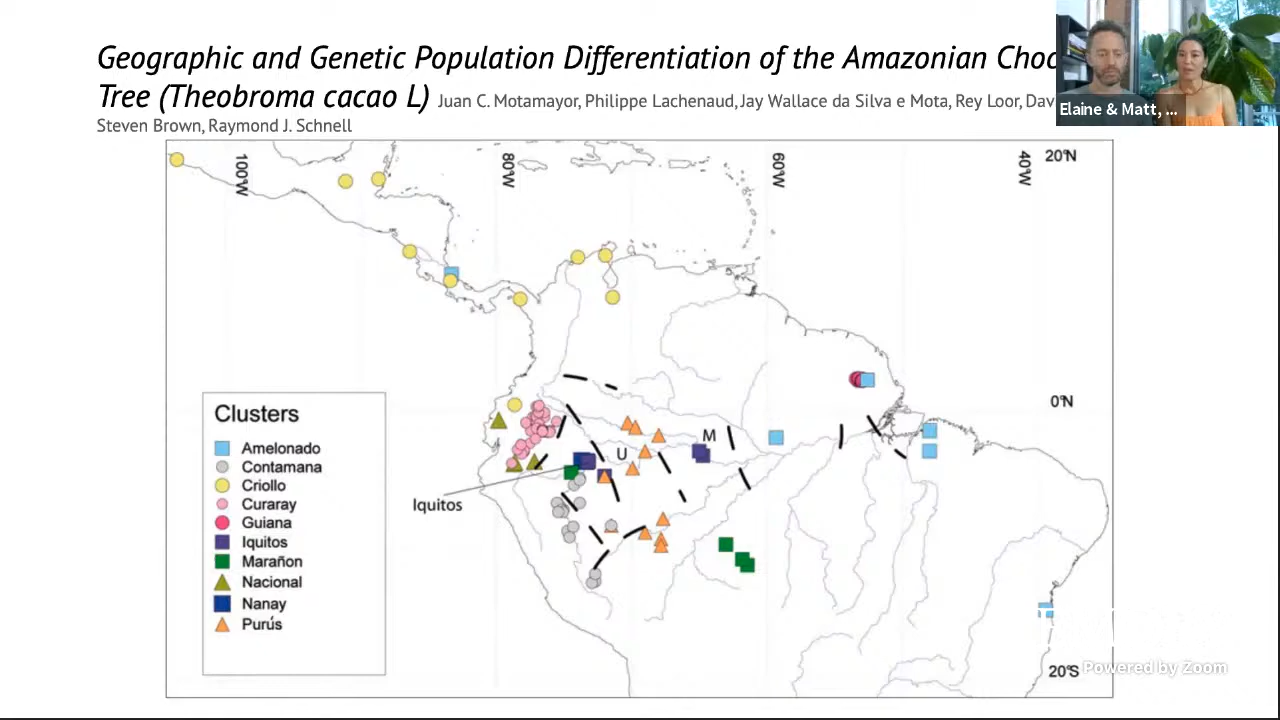 Geographic and Genetic Population Differentiation of the Amazonian Choc
Tree (Theobroma cacao L) Juan C. Motamayor, Philippe Lachenaud, Jay Wallace da Silva e Mota, Rey Loor, Dav
Steven Brown, Raymond J. Schnell
Elaine & Matt, ...
100°W
80°W
60°W
40°W
20°N
0°N
Clusters
Amelonado
Contamana
Criollo
Curaray
Guiana
Iquitos
Marañon
Nacional
Nanay
Purús
M
U
Iquitos
20°S
Powered by Zoom